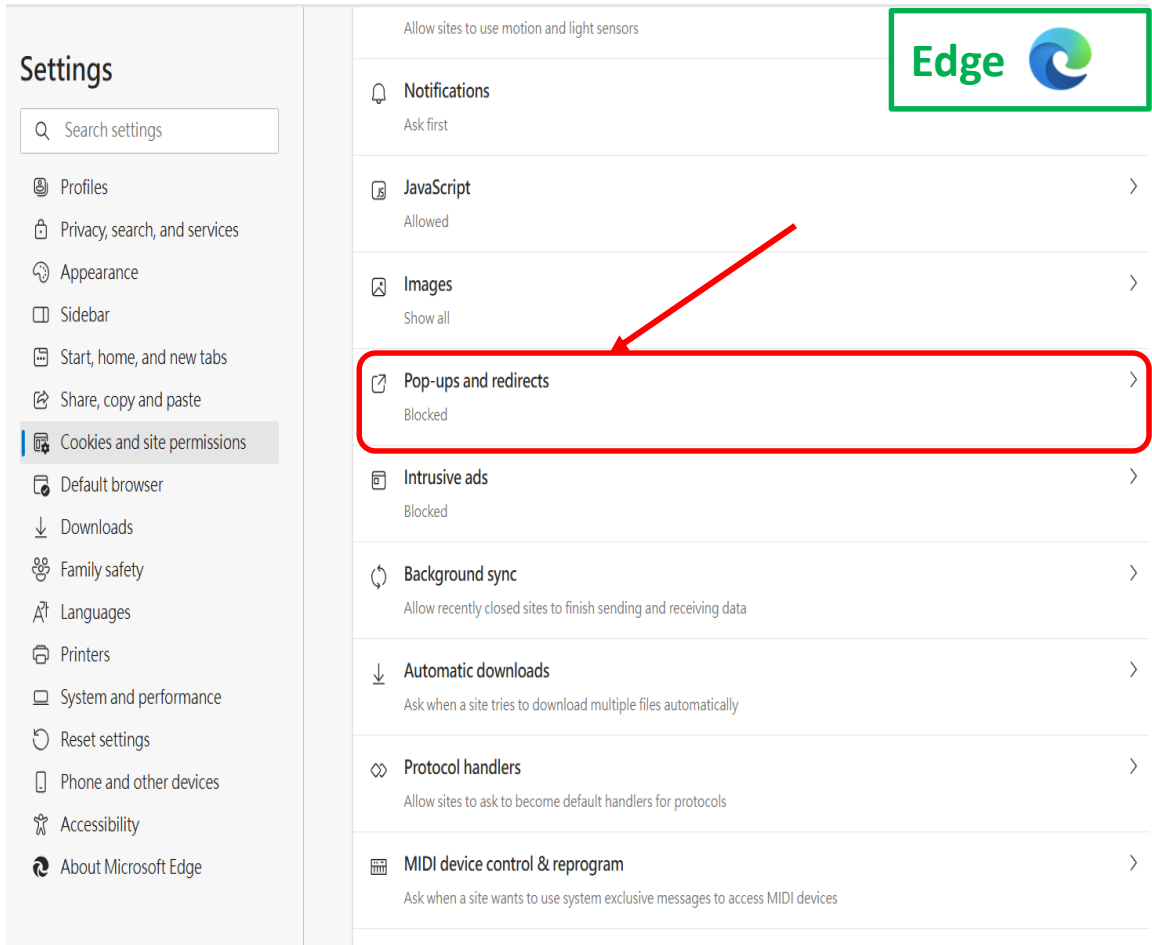 Settings
Search settings
Profiles
Privacy, search, and services
Appearance
Sidebar
Start, home, and new tabs
Share, copy and paste
Cookies and site permissions
Default browser
Downloads
Family safety
Languages
Printers
System and performance
Reset settings
Phone and other devices
Accessibility
About Microsoft Edge
Edge
Allow sites to use motion and light sensors
Notifications
Ask first
JS
JavaScript
Allowed
Images
Show all
Pop-ups and redirects
Blocked
Intrusive ads
Blocked
Background sync
Allow recently closed sites to finish sending and receiving data
Automatic downloads
Ask when a site tries to download multiple files automatically
Protocol handlers
Allow sites to ask to become default handlers for protocols
MIDI device control & reprogram
Ask when a site wants to use system exclusive messages to access MIDI devices